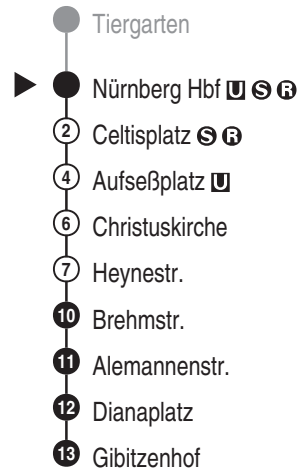 Tiergarten
Nürnberg Hbf U S R
2 Celtisplatz S R
4 Aufseßplatz U
6 Christuskirche
7 Heynestr.
10 Brehmstr.
11 Alemannenstr.
12 Dianaplatz
13 Gibitzenhof